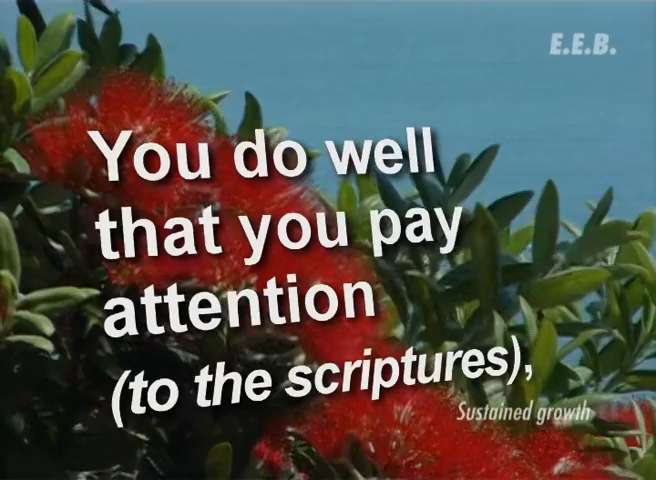 E.E.B.
You do well
that you pay
attention
(to the scriptures),
Sustained growth